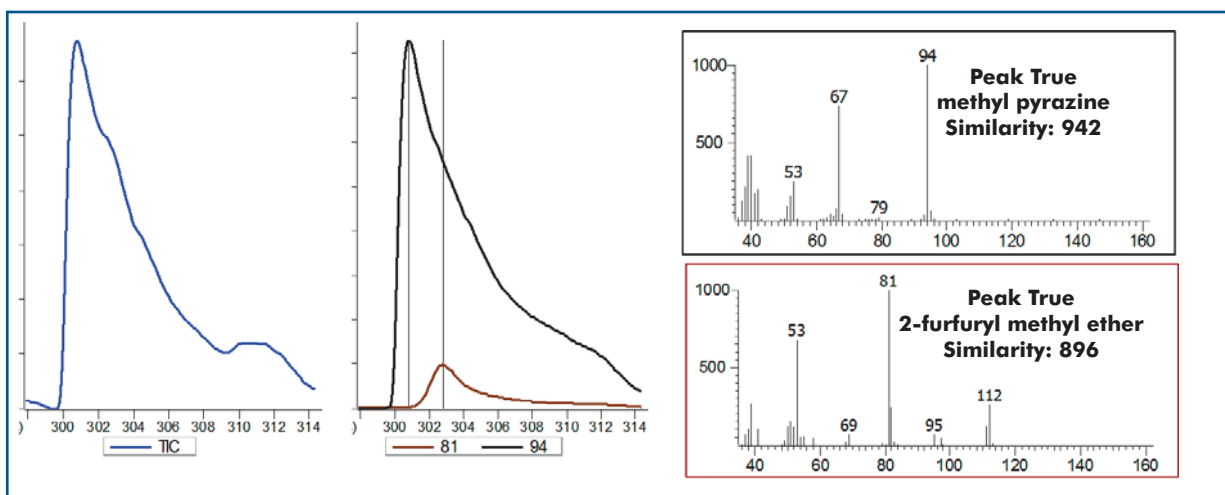 ) 300 302 304 306 308 310 312 314
TIC
) 300 302 304 306 308 310 312 314
81 94
1000
500
94
67
53
79
40 60 80 100 120 140 160
Peak True
methyl pyrazine
Similarity: 942
1000
500
81
53
112
69
95
40 60 80 100 120 140 160
Peak True
2-furfuryl methyl ether
Similarity: 896